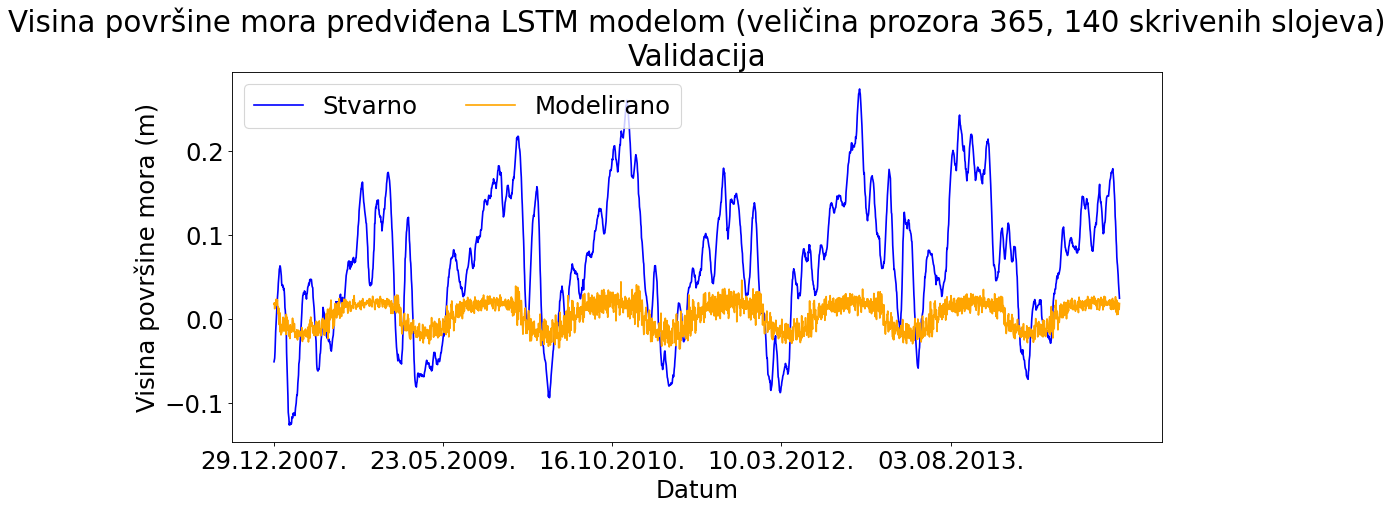 Visina površine mora predviđena LSTM modelom (veličina prozora 365, 140 skrivenih slojeva)
Validacija
Stvarno Modelirano
Visina površine mora (m)
0.2
0.1
0.0
−0.1
29.12.2007. 23.05.2009. 16.10.2010. 10.03.2012. 03.08.2013.
Datum